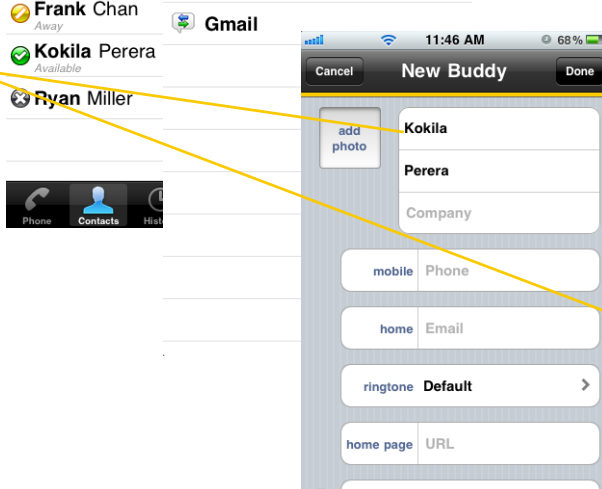 Frank Chan
Away
Kokila Perera
Available
Ryan Miller
Phone
Contacts
Hist
Gmail
11:46 AM
68%
Cancel
New Buddy
Done
add
photo
Kokila
Perera
Company
mobile Phone
home Email
ringtone Default
home page URL